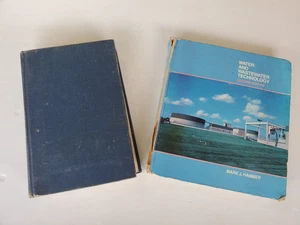 WATER
AND
WASTEWATER
TECHNOLOGY
MARK J. HAMMER